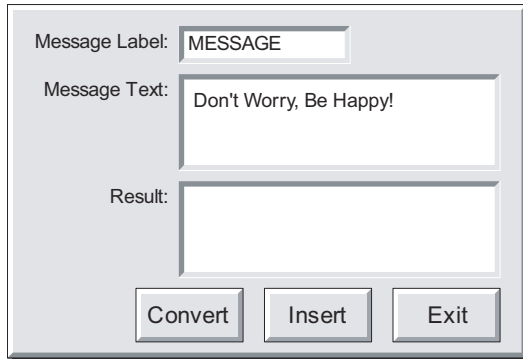 Message Label: MESSAGE
Message Text: Don't Worry, Be Happy!
Result:
Convert Insert Exit